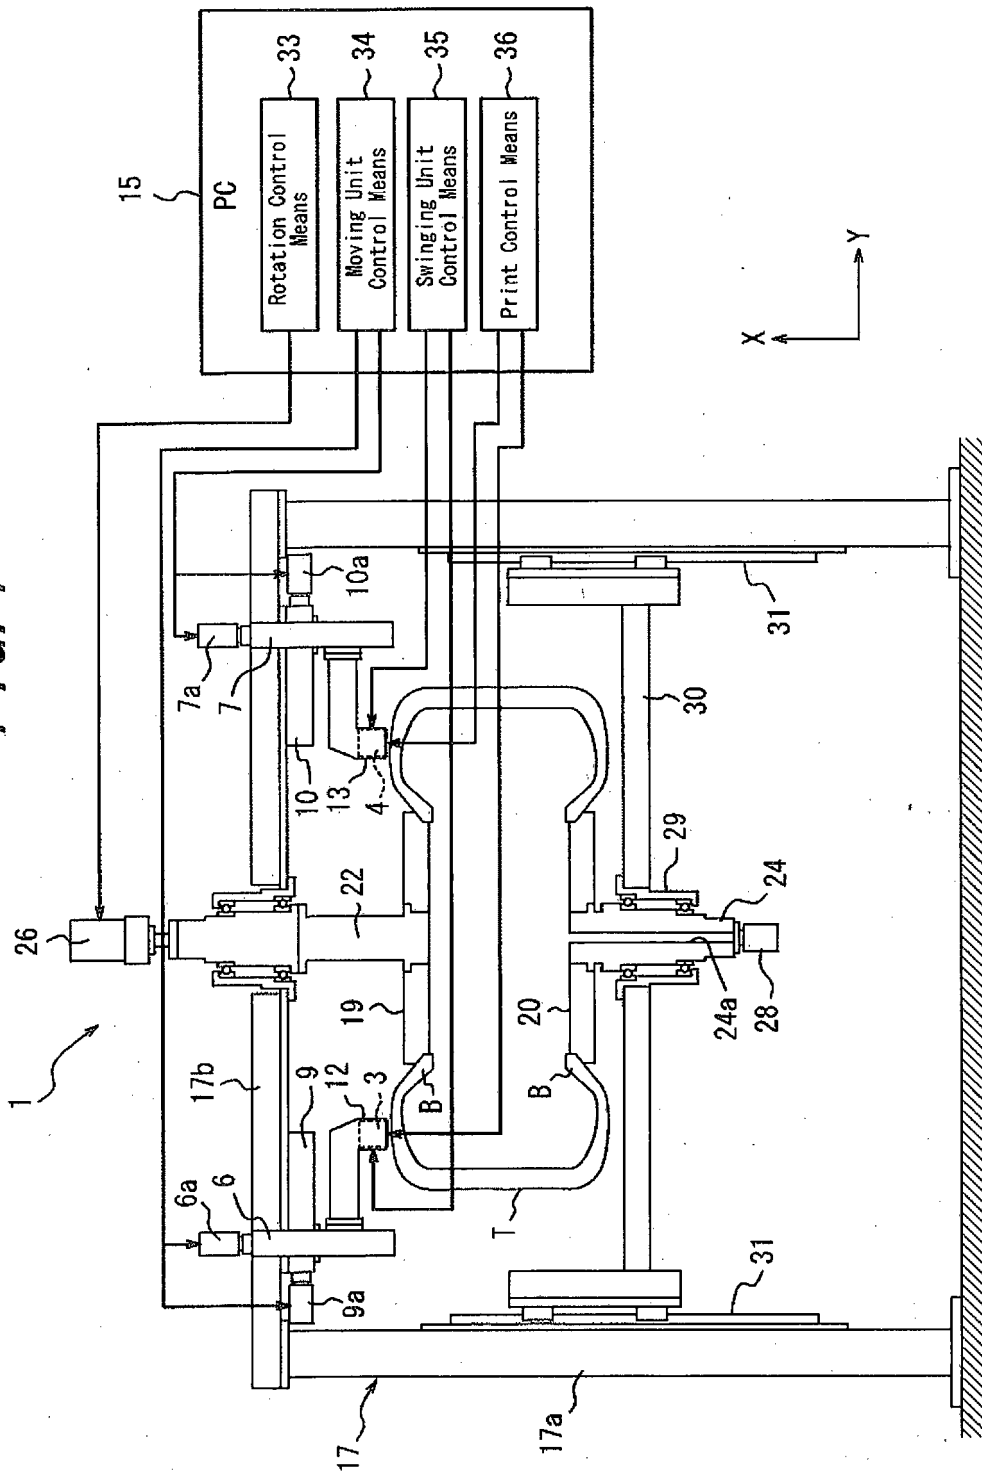 15
PC
Rotation Control
Means
33
Moving Unit
Control Means
34
Swinging Unit
Control Means
35
Print Control Means
36
1
26
17b
6a
6
9
9a
12
3
22
19
20
B
B
T
7a
7
10a
10
13
4
31
30
29
24
24a
28
31
17
17a
X
Y